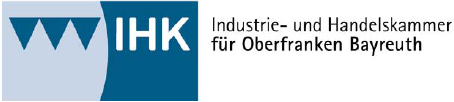 IHK
Industrie- und Handelskammer
für Oberfranken Bayreuth